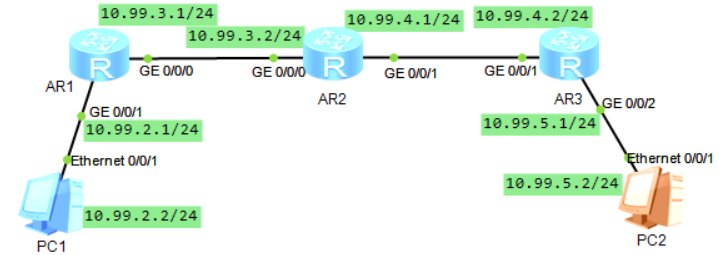 10.99.3.1/24
10.99.3.2/24
10.99.4.1/24
10.99.4.2/24
R
R
R
AR1
GE 0/0/0
GE 0/0/0
AR2
GE 0/0/1
GE 0/0/1
AR3
GE 0/0/1
GE 0/0/2
10.99.2.1/24
10.99.5.1/24
Ethernet 0/0/1
Ethernet 0/0/1
10.99.2.2/24
10.99.5.2/24
PC1
PC2